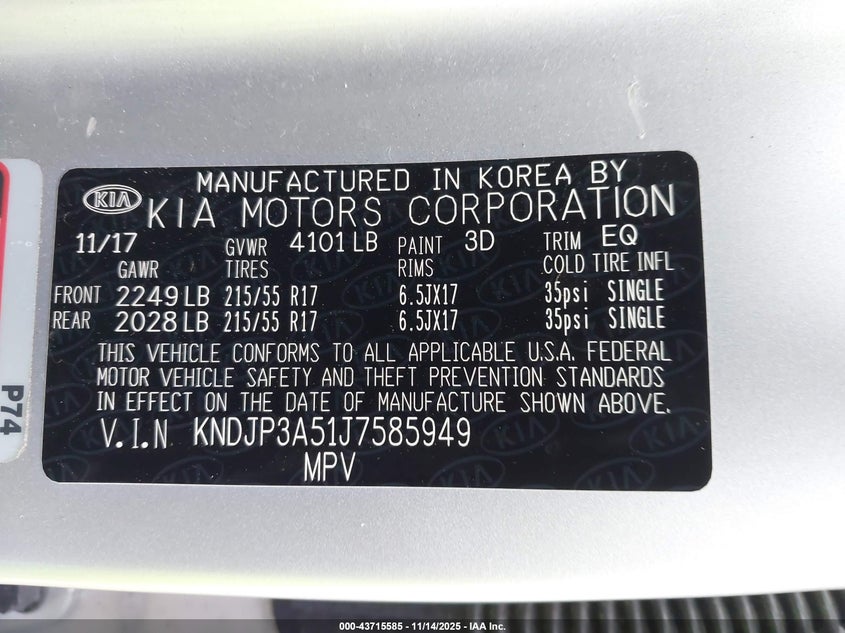 MANUFACTURED IN KOREA BY
KIA KIA MOTORS CORPORATION
11/17 GVWR 4101 LB PAINT 3D TRIM EQ
GAWR TIRES RIMS COLD TIRE INFL
FRONT 2249 LB 215/55 R17 6.5JX17 35psi SINGLE
REAR 2028 LB 215/55 R17 6.5JX17 35psi SINGLE
THIS VEHICLE CONFORMS TO ALL APPLICABLE U.S.A. FEDERAL
MOTOR VEHICLE SAFETY AND THEFT PREVENTION STANDARDS
IN EFFECT ON THE DATE OF MANUFACTURE SHOWN ABOVE.
V.I.N KNDJP3A51J7585949
MPV
P74
000-43715585 - 11/14/2025 - IAA Inc.